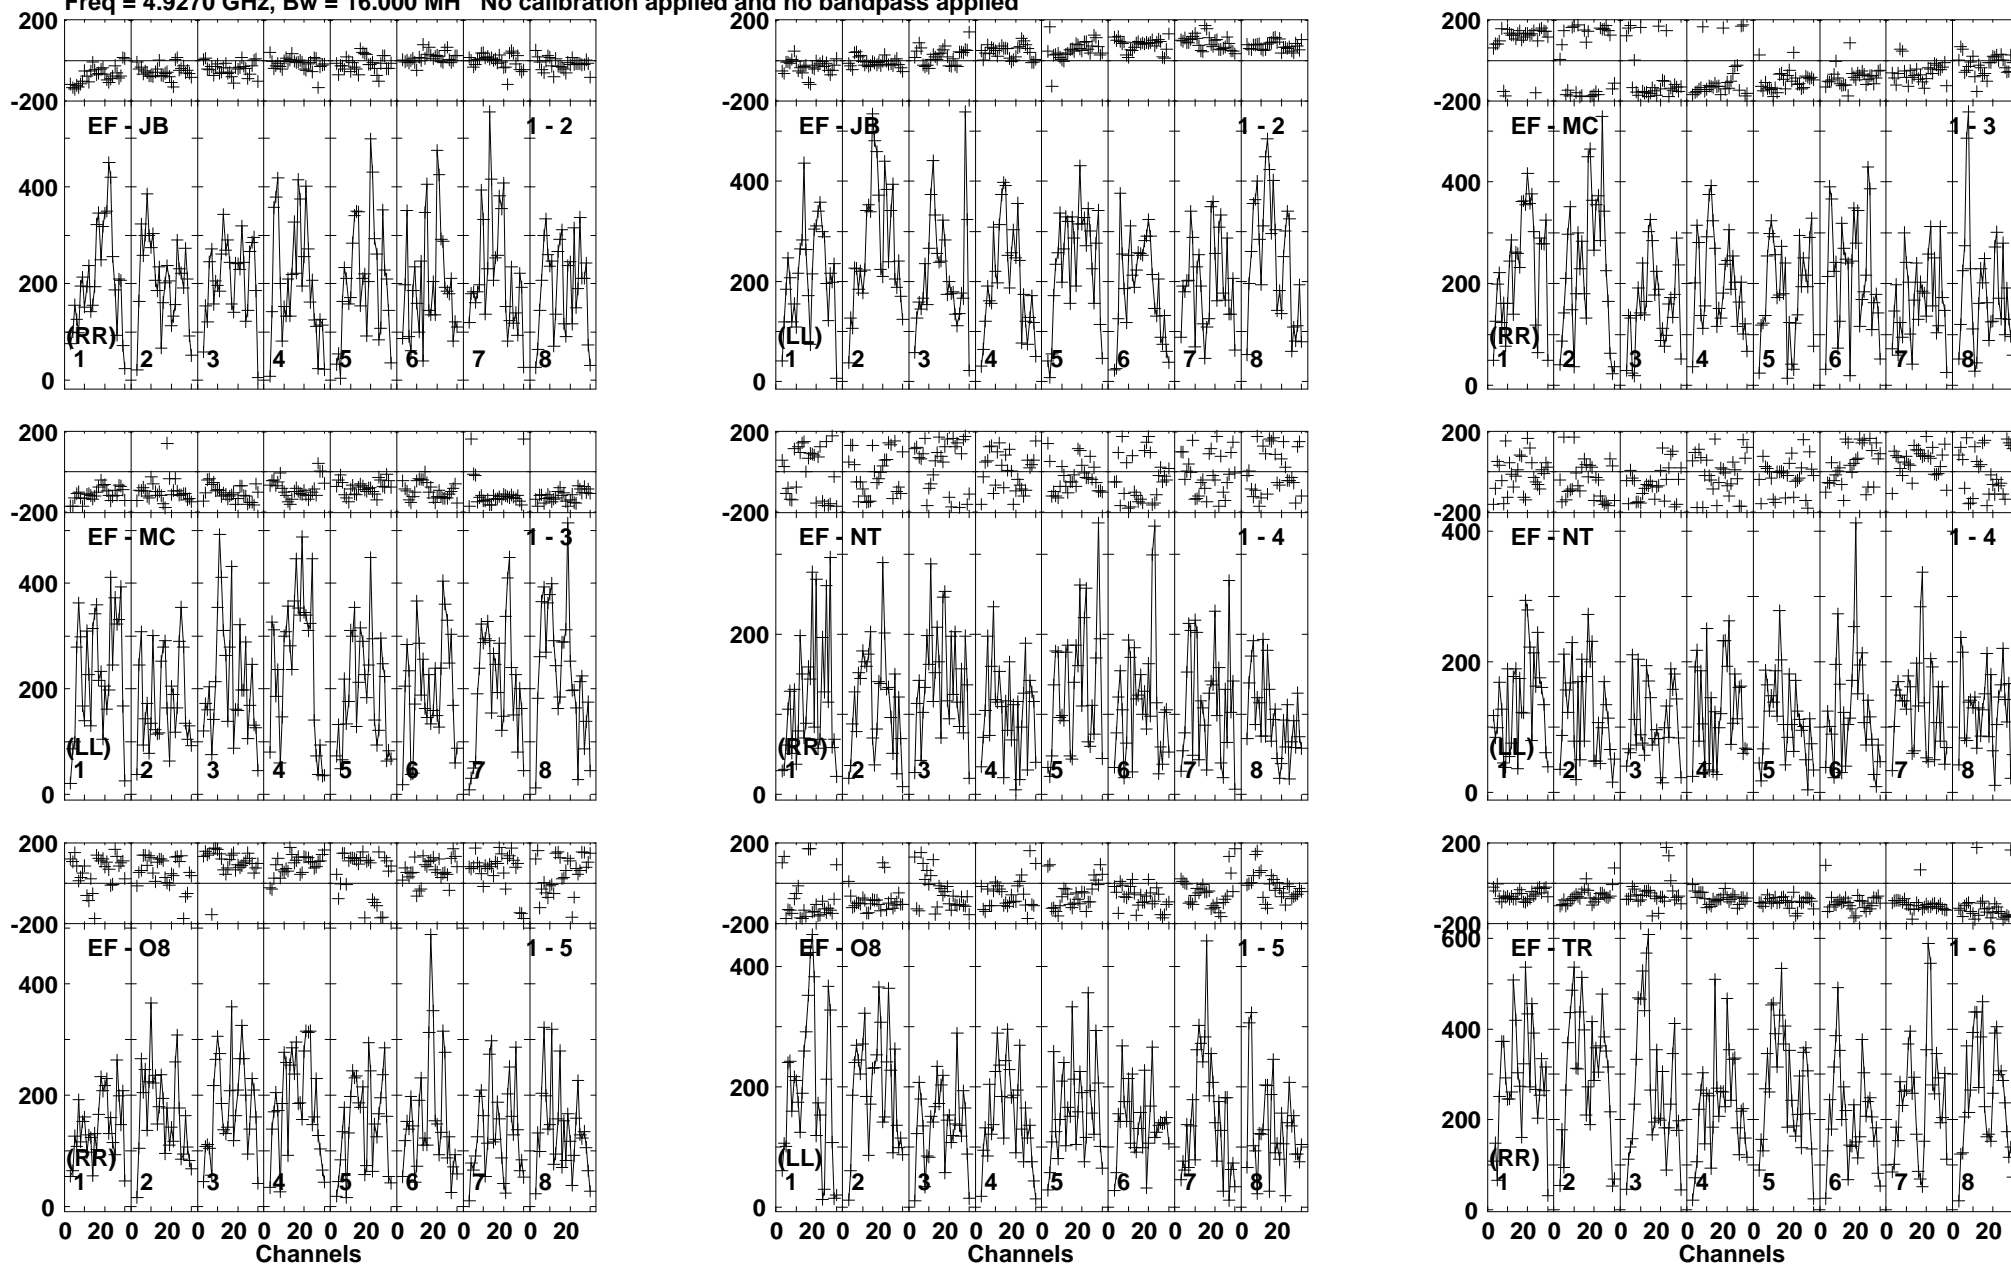 Freq = 4.9270 GHz, Bw = 16.000 MH No calibration applied and no bandpass applied
200 200 200
-200 -200 -200
EF - JB 1 - 2 EF - JB 1 - 2 EF - MC 1 - 3
400 400 400
200 200 200
(RR) (LL) (RR)
1 2 3 4 5 6 7 8 1 2 3 4 5 6 7 8 1 2 3 4 5 6 7 8
0 0 0
200 200 200
-200 -200 -200
EF - MC 1 - 3 EF - NT 1 - 4 EF - NT 1 - 4
400 200 400
200 200
(LL) (RR) (LL)
1 2 3 4 5 6 7 8 1 2 3 4 5 6 7 8 1 2 3 4 5 6 7 8
0 0 0
200 200 200
-200 -200 -200
600
EF - O8 1 - 5 EF - O8 1 - 5 EF - TR 1 - 6
400 400 400
200 200 200
(RR) (LL) (RR)
1 2 3 4 5 6 7 8 1 2 3 4 5 6 7 8 1 2 3 4 5 6 7 8
0 0 0
0 20 0 20 0 20 0 20 0 20 0 20 0 20 0 20 0 20 0 20 0 20 0 20 0 20 0 20 0 20 0 20 0 20 0 20 0 20 0 20 0 20 0 20 0 20 0 20
Channels Channels Channels